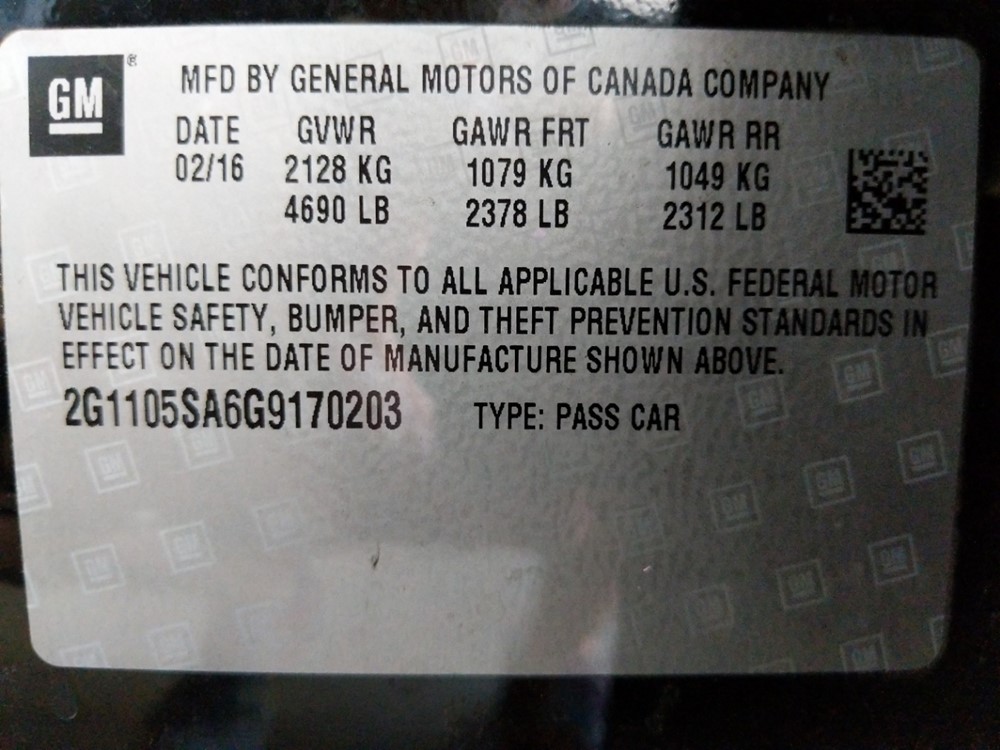 GM ®
MFD BY GENERAL MOTORS OF CANADA COMPANY
DATE GVWR GAWR FRT GAWR RR
02/16 2128 KG 1079 KG 1049 KG
4690 LB 2378 LB 2312 LB
THIS VEHICLE CONFORMS TO ALL APPLICABLE U.S. FEDERAL MOTOR
VEHICLE SAFETY, BUMPER, AND THEFT PREVENTION STANDARDS IN
EFFECT ON THE DATE OF MANUFACTURE SHOWN ABOVE.
2G1105SA6G9170203 TYPE: PASS CAR